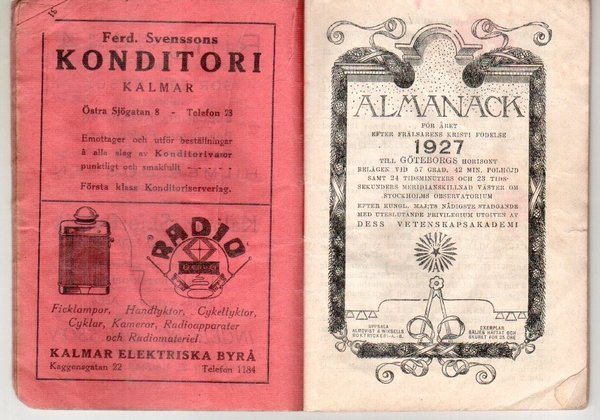 Ferd. Svenssons
KONDITORI
KALMAR
Östra Sjögatan 8 - Telefon 23
Emottager och utför beställningar
å alla slag av Konditorivaror
punktligt och smakfullt
Första klass Konditoriservering.
RADIO
Ficklampor, Handlyktor, Cykellyktor
Cyklar, Kameror, Radioapparater
och Radiomateriel
KALMAR ELEKTRISKA BYRÅ
Kaggensgatan 22 Telefon 1184
ALMANACK
FÖR ÅRET
EFTER FRÄLSARENS KRISTI FÖDELSE
1927
TILL GÖTEBORGS HORISONT
BELÄGEN VID 57 GRAD. 42 MIN. POLHÖJD
SAMT 24 TIDSMINUTERS OCH 23 TIDS-
SEKUNDERS MERIDIANSKILLNAD VÄSTER OM
STOCKHOLMS OBSERVATORIUM
EFTER KUNGL. MAJ:TS NÅDIGSTE STADGANDE
MED UTESLUTANDE PRIVILEGIUM UTGIVEN AV
DESS VETENSKAPSAKADEMI
UPPSALA
ALMQVIST & WIKSELLS
BOKTRYCKERI-A.-B.
EXEMPLAR
SÄLJES HÄFTAT OCH
SKURET FÖR 25 ÖRE